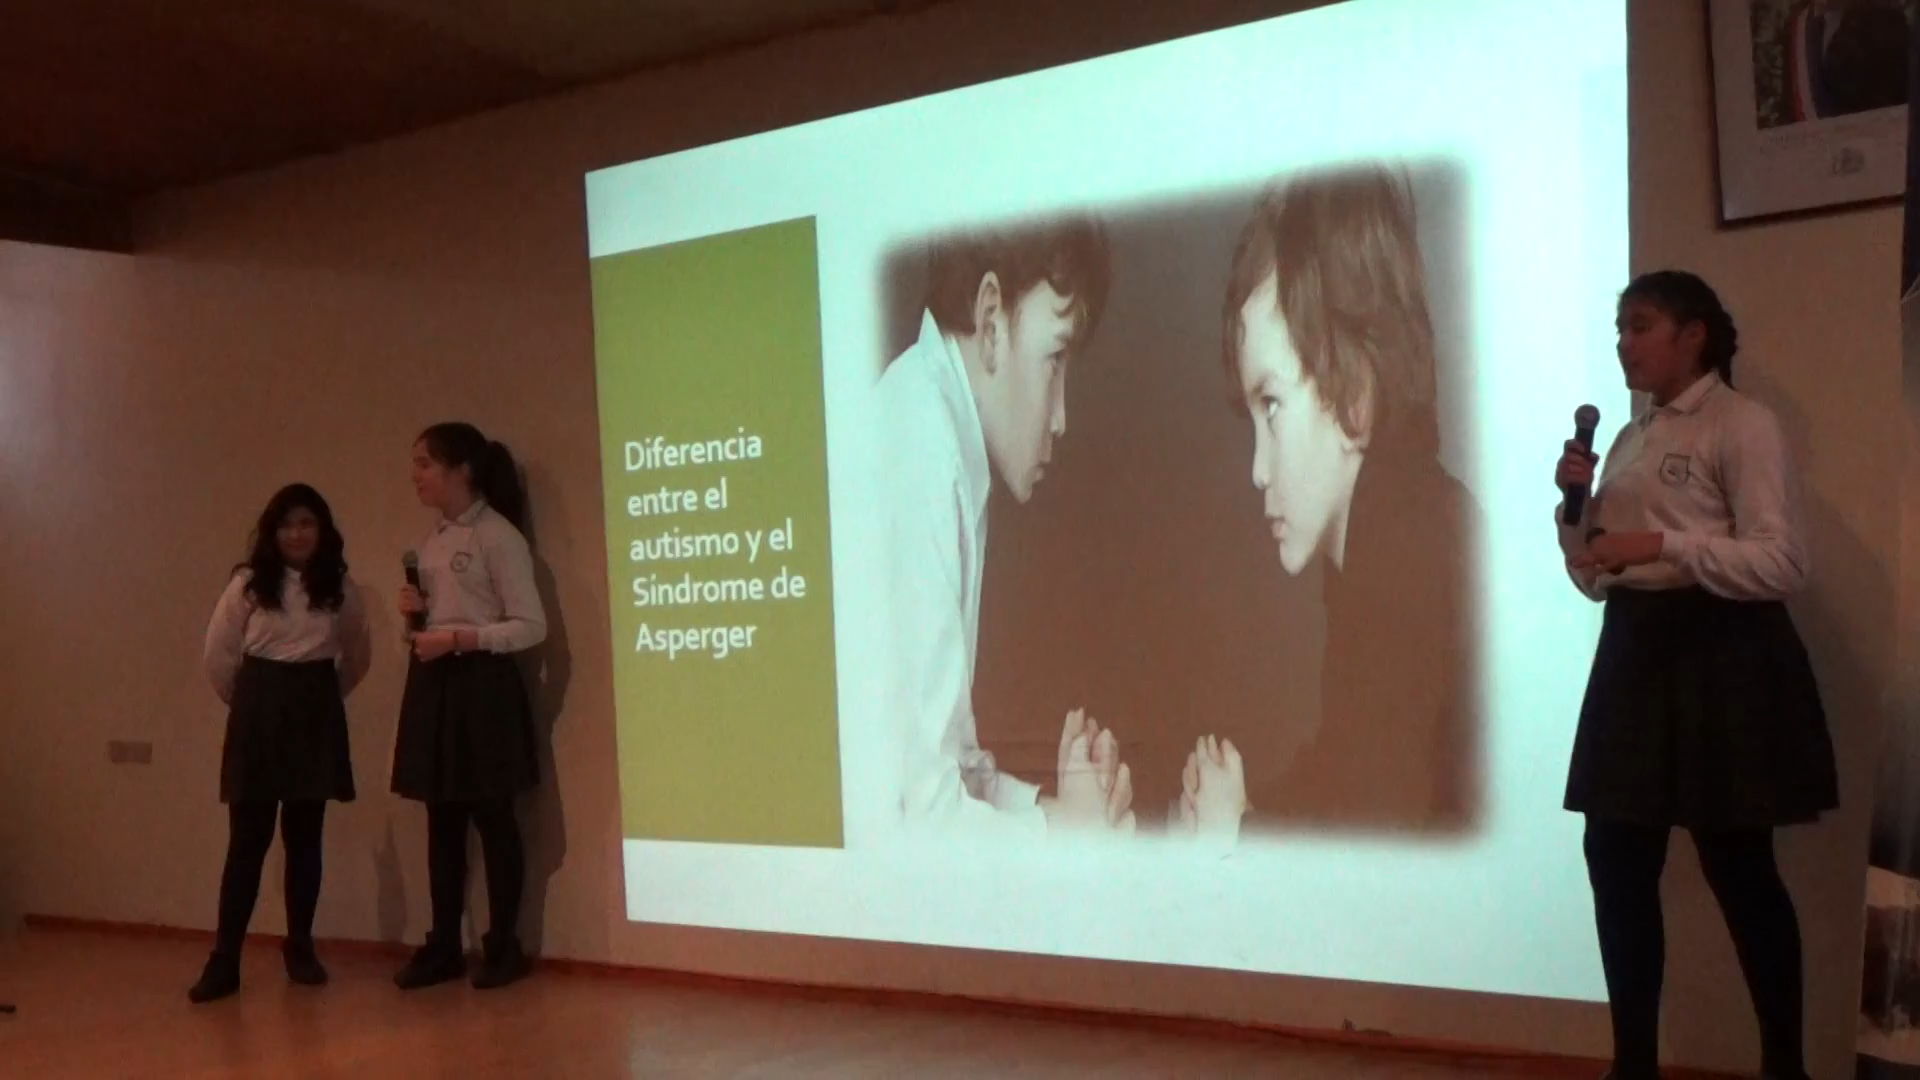 Diferencia
entre el
autismo y el
Síndrome de
Asperger